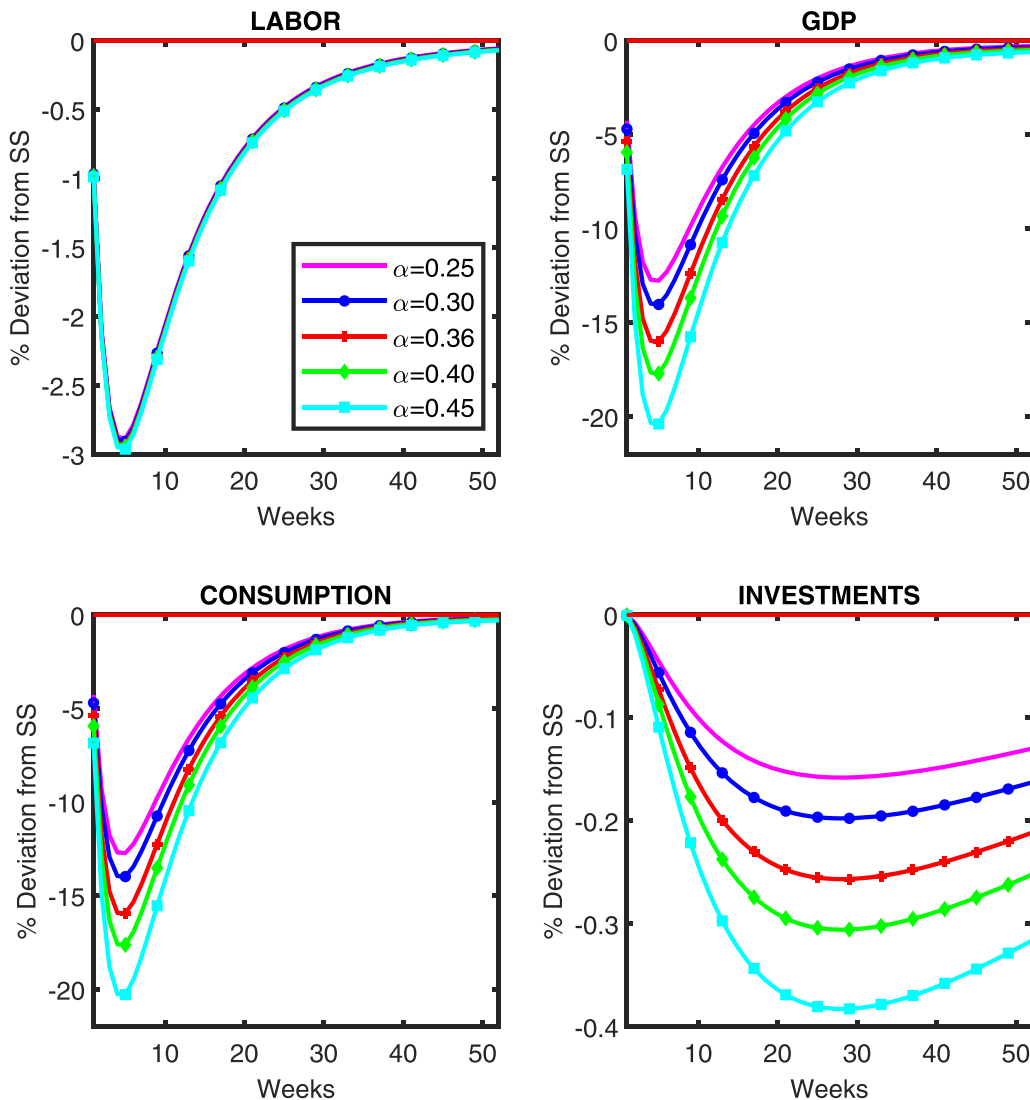 LABOR
% Deviation from SS
0
-0.5
-1
-1.5
-2
-2.5
-3
10
20
30
40
50
Weeks
α=0.25
α=0.30
α=0.36
α=0.40
α=0.45
GDP
% Deviation from SS
0
-5
-10
-15
-20
10
20
30
40
50
Weeks
CONSUMPTION
% Deviation from SS
0
-5
-10
-15
-20
10
20
30
40
50
Weeks
INVESTMENTS
% Deviation from SS
0
-0.1
-0.2
-0.3
-0.4
10
20
30
40
50
Weeks